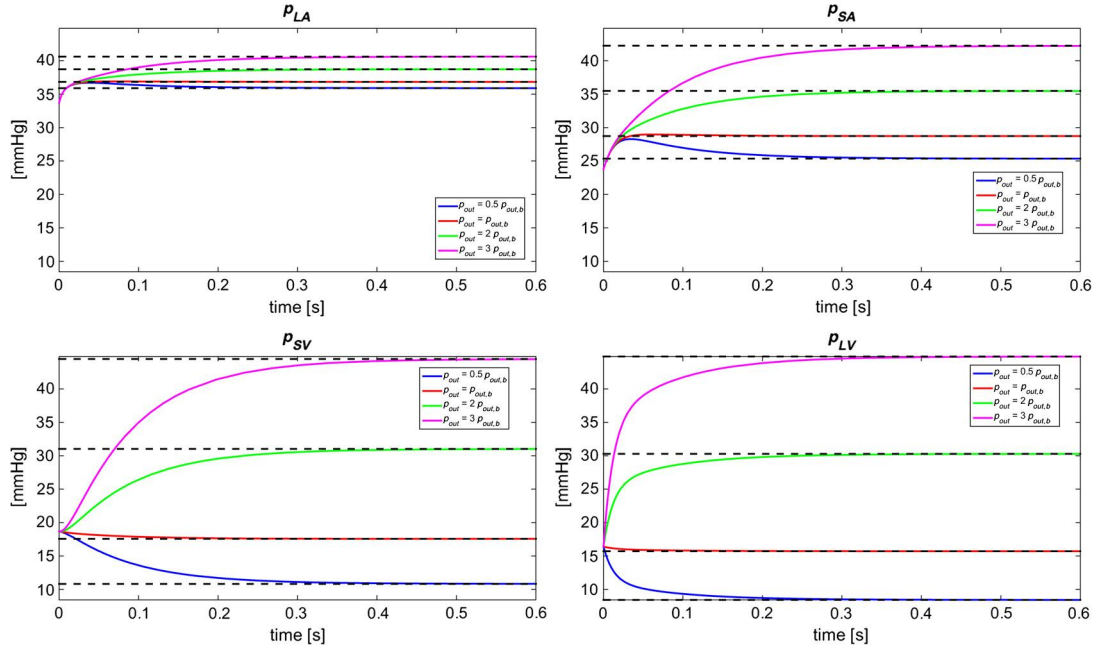 p_LA
[mmHg]
40
35
30
25
20
15
10
p_out = 0.5 p_out,b
p_out = p_out,b
p_out = 2 p_out,b
p_out = 3 p_out,b
0 0.1 0.2 0.3 0.4 0.5 0.6
time [s]
p_SA
[mmHg]
40
35
30
25
20
15
10
p_out = 0.5 p_out,b
p_out = p_out,b
p_out = 2 p_out,b
p_out = 3 p_out,b
0 0.1 0.2 0.3 0.4 0.5 0.6
time [s]
p_SV
[mmHg]
40
35
30
25
20
15
10
p_out = 0.5 p_out,b
p_out = p_out,b
p_out = 2 p_out,b
p_out = 3 p_out,b
0 0.1 0.2 0.3 0.4 0.5 0.6
time [s]
p_LV
[mmHg]
40
35
30
25
20
15
10
p_out = 0.5 p_out,b
p_out = p_out,b
p_out = 2 p_out,b
p_out = 3 p_out,b
0 0.1 0.2 0.3 0.4 0.5 0.6
time [s]